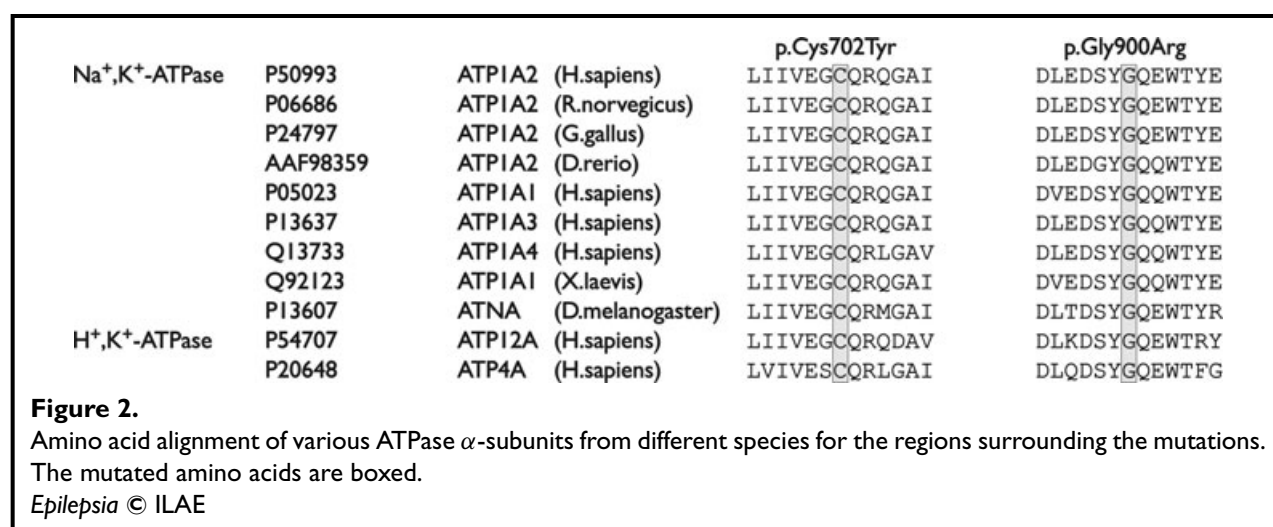 p.Cys702Tyr p.Gly900Arg
Na⁺,K⁺-ATPase P50993 ATP1A2 (H.sapiens) LIIVEGCQRQGAI DLEDSYGQEWTYE
P06686 ATP1A2 (R.norvegicus) LIIVEGCQRQGAI DLEDSYGQEWTYE
P24797 ATP1A2 (G.gallus) LIIVEGCQRQGAI DLEDSYGQEWTYE
AAF98359 ATP1A2 (D.rerio) LIIVEGCQRQGAI DLEDGYGQQWTYE
P05023 ATP1A1 (H.sapiens) LIIVEGCQRQGAI DVEDSYGQQWTYE
P13637 ATP1A3 (H.sapiens) LIIVEGCQRQGAI DLEDSYGQQWTYE
Q13733 ATP1A4 (H.sapiens) LIIVEGCQRLGAV DLEDSYGQQWTYE
Q92123 ATP1A1 (X.laevis) LIIVEGCQRQGAI DVEDSYGQQWTYE
P13607 ATNA (D.melanogaster) LIIVEGCQRMGAI DLTDSYGQEWTYR
H⁺,K⁺-ATPase P54707 ATP12A (H.sapiens) LIIVEGCQRQDAV DLKDSYGQEWTRY
P20648 ATP4A (H.sapiens) LVIVESCQRLGAI DLQDSYGQEWTFG
Figure 2.
Amino acid alignment of various ATPase α-subunits from different species for the regions surrounding the mutations.
The mutated amino acids are boxed.
Epilepsia © ILAE